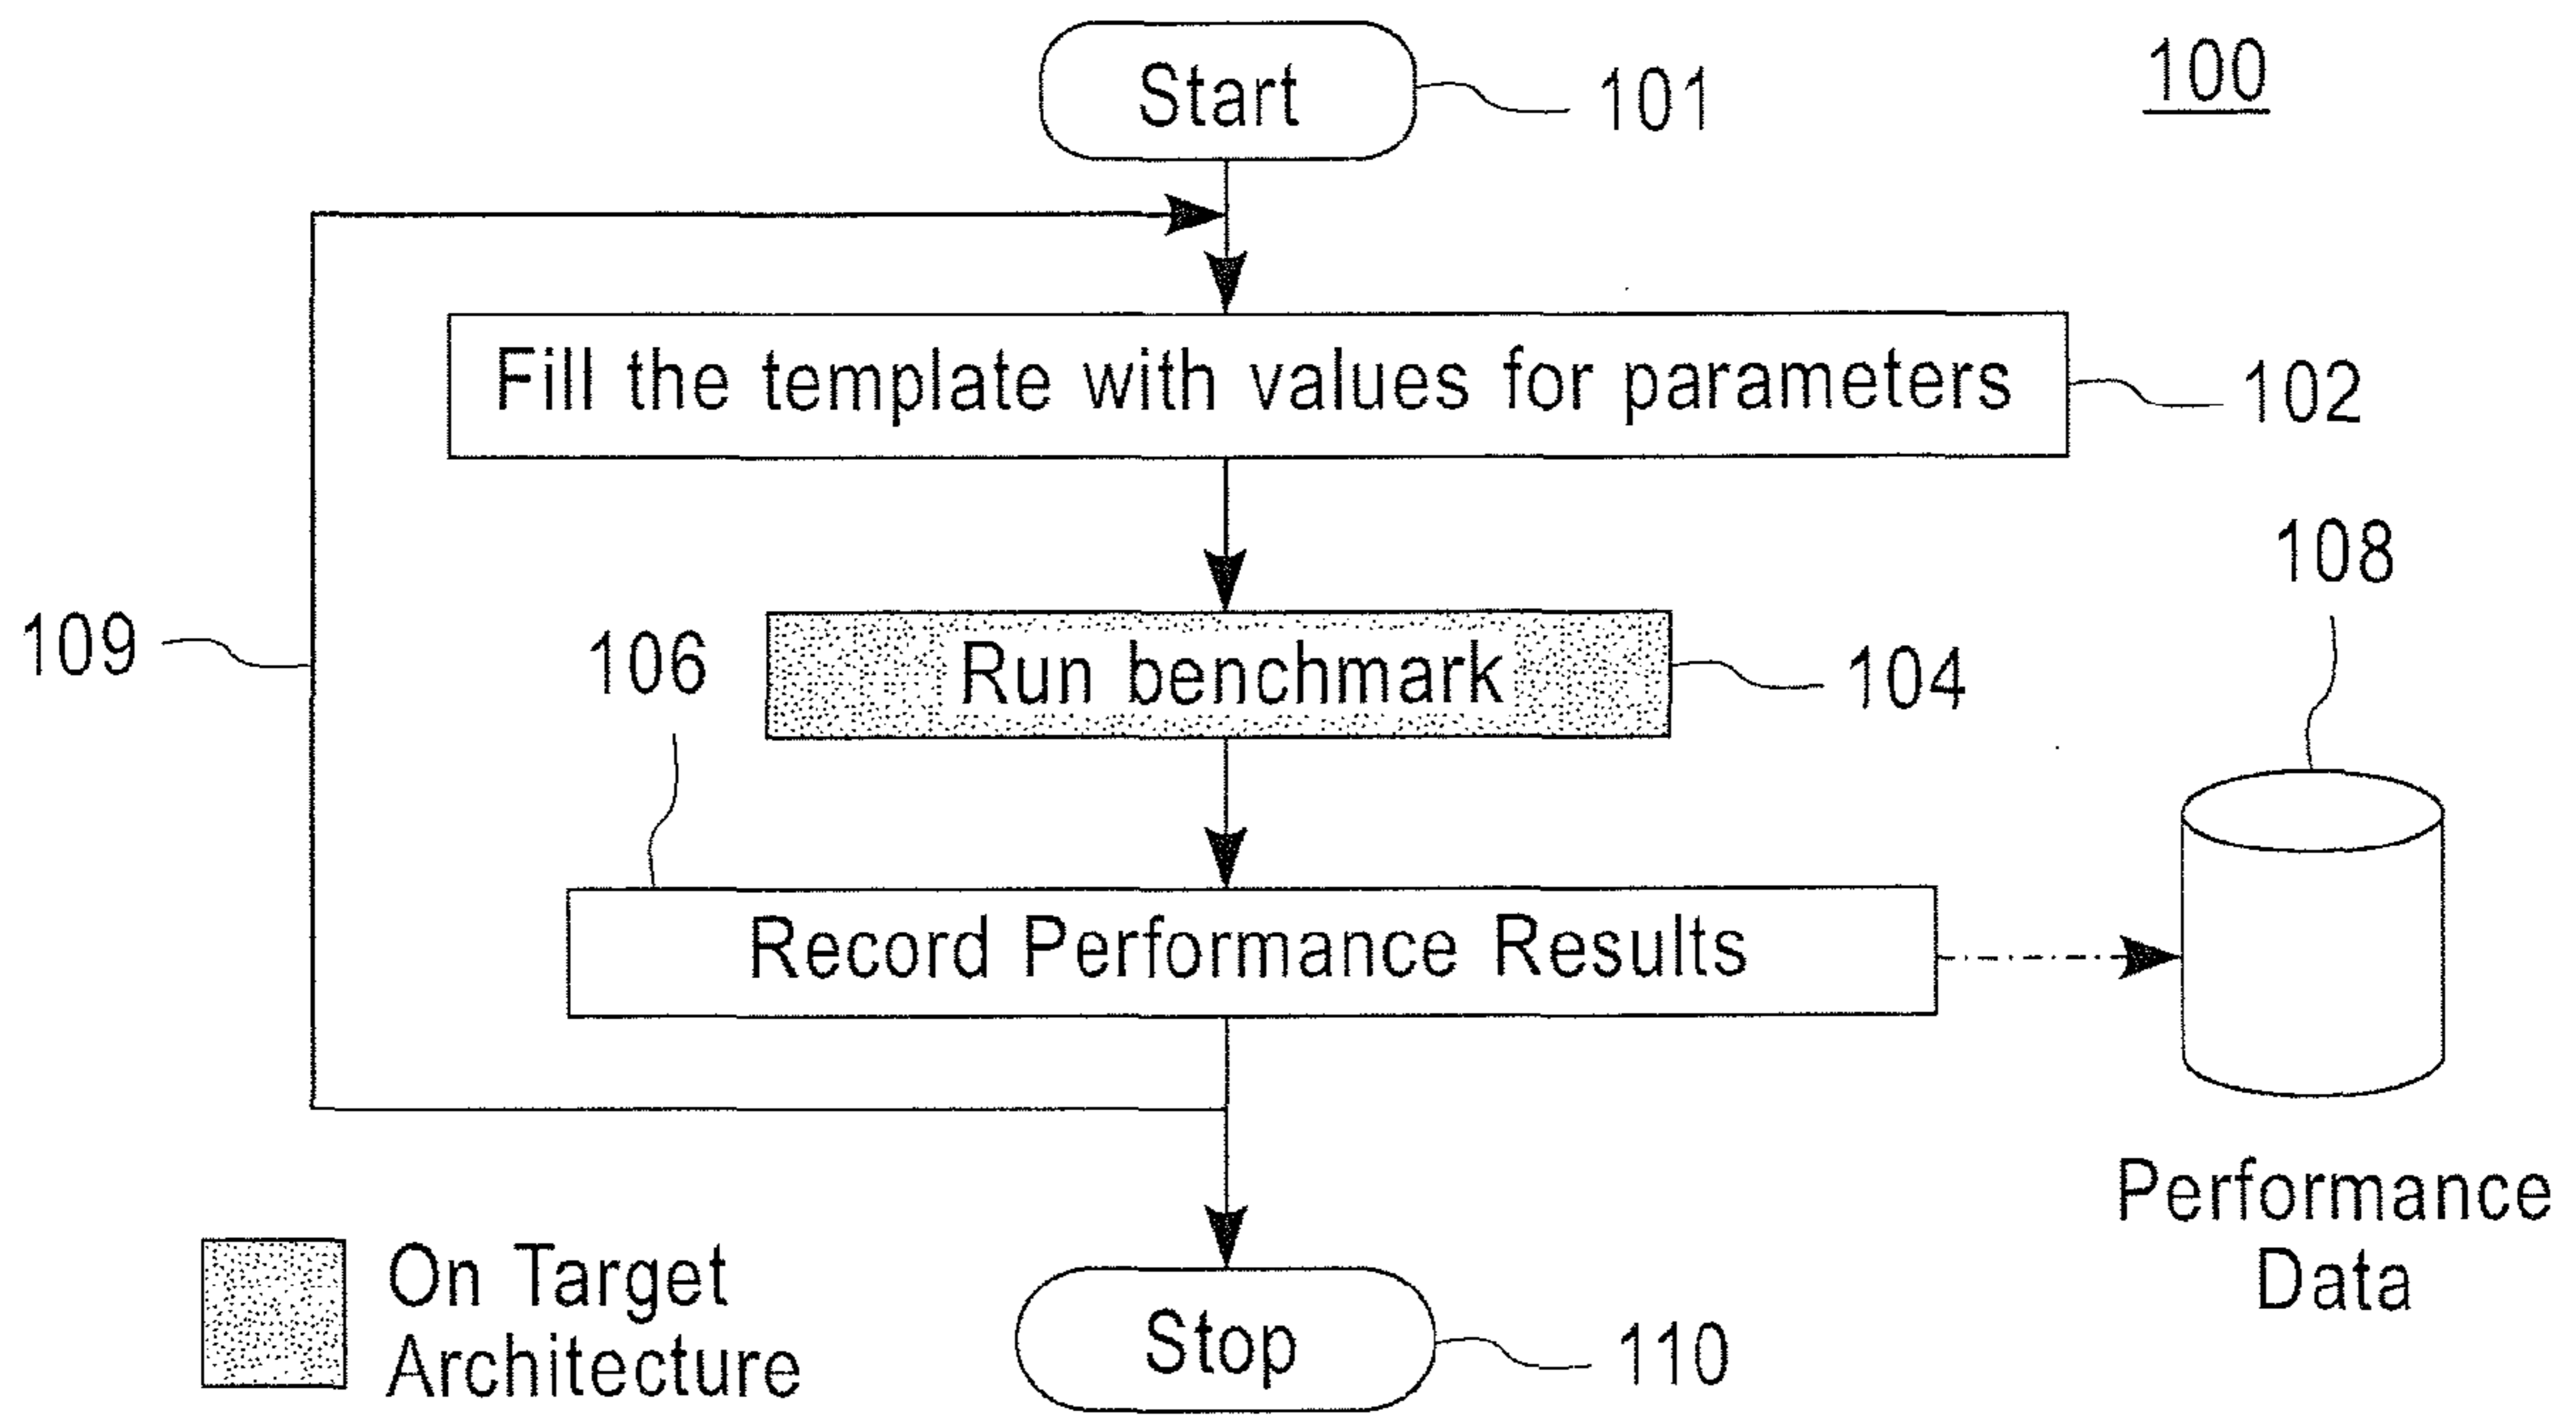 Start
101
100
Fill the template with values for parameters
102
108
109
106
Run benchmark
104
Record Performance Results
Performance
Data
On Target
Architecture
Stop
110